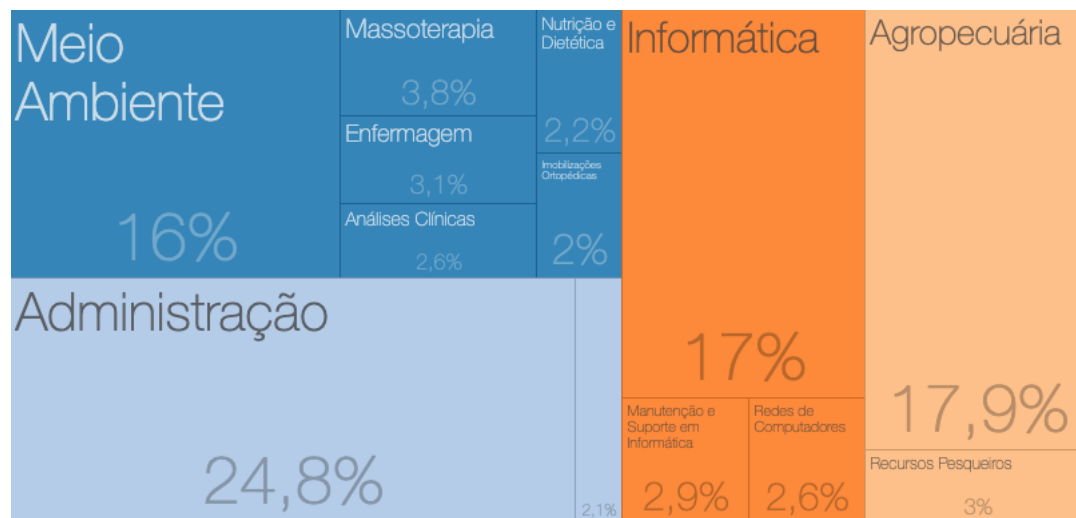 Meio
Ambiente
16%
Massoterapia
3,8%
Enfermagem
3,1%
Análises Clínicas
2,6%
Nutrição e
Dietética
2,2%
Imobilizações
Ortopédicas
2%
Administração
24,8%
2,1%
Informática
17%
Manutenção e
Suporte em
Informática
2,9%
Redes de
Computadores
2,6%
Agropecuária
17,9%
Recursos Pesqueiros
3%